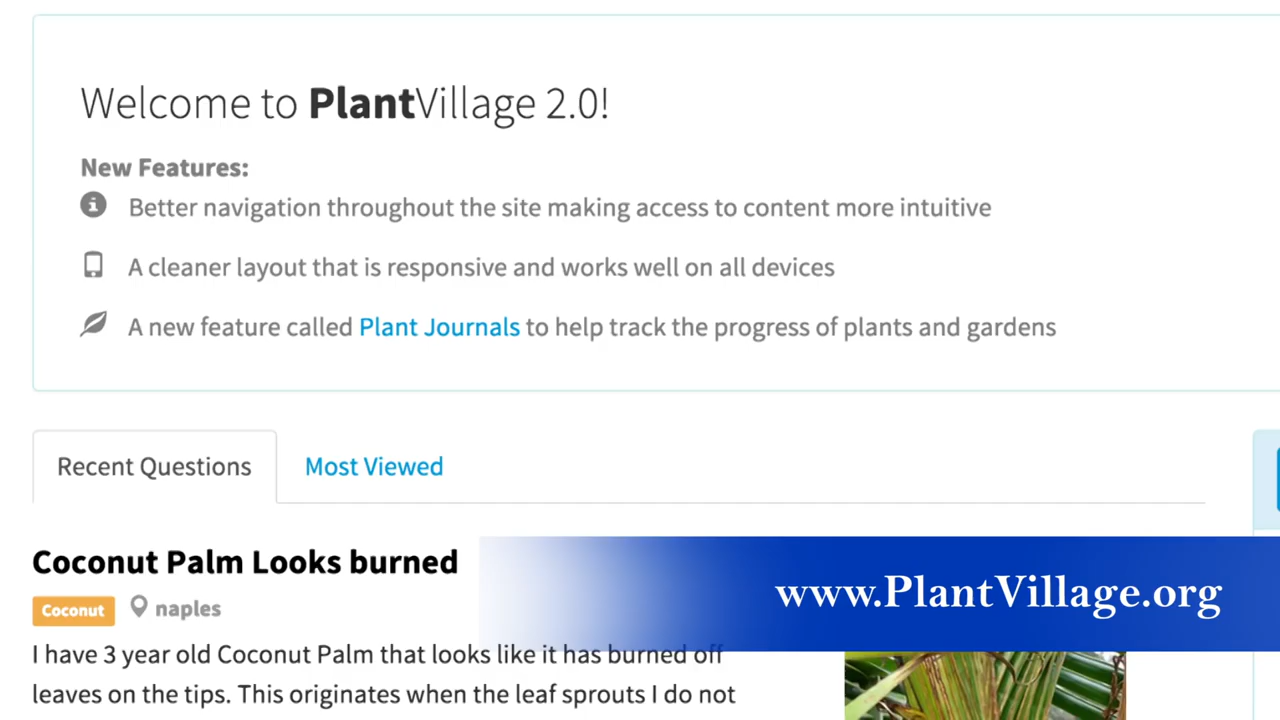 Welcome to PlantVillage 2.0!
New Features:
Better navigation throughout the site making access to content more intuitive
A cleaner layout that is responsive and works well on all devices
A new feature called Plant Journals to help track the progress of plants and gardens
Recent Questions
Most Viewed
Coconut Palm Looks burned
www.PlantVillage.org
Coconut
naples
I have 3 year old Coconut Palm that looks like it has burned off
leaves on the tips. This originates when the leaf sprouts I do not